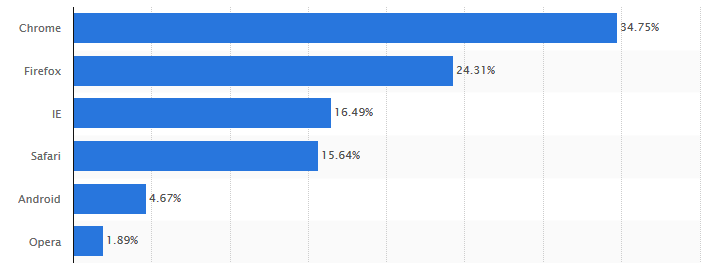 Chrome 34.75%
Firefox 24.31%
IE 16.49%
Safari 15.64%
Android 4.67%
Opera 1.89%